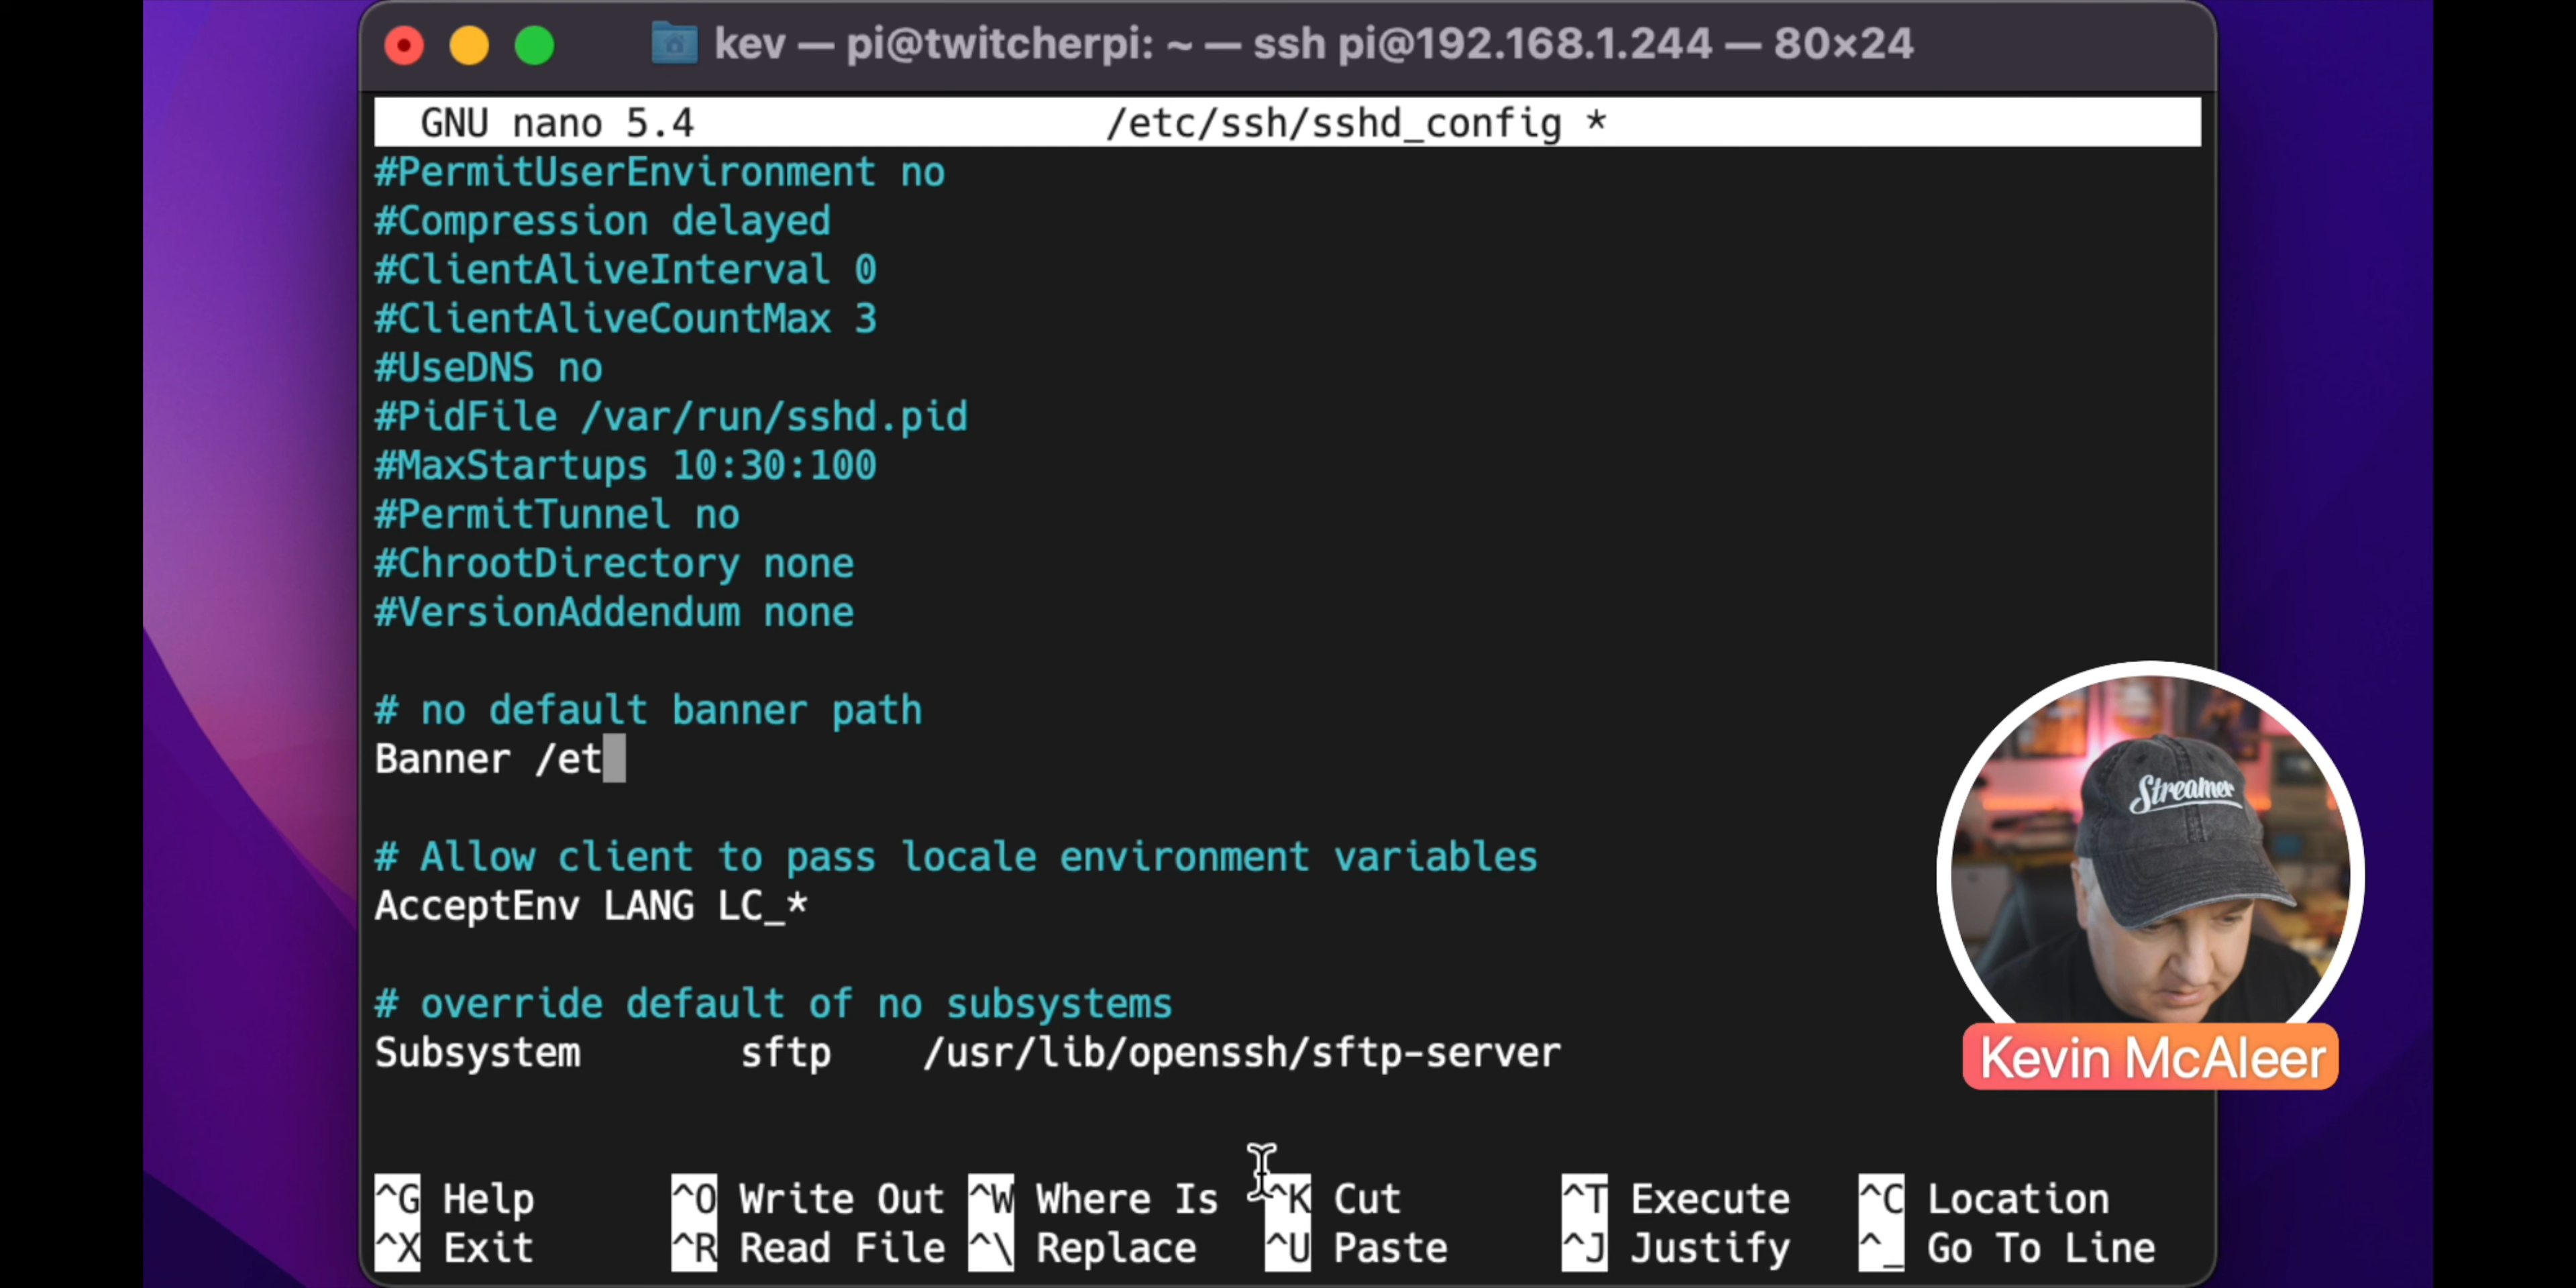 kev — pi@twitcherpi: ~ — ssh pi@192.168.1.244 — 80×24
GNU nano 5.4 /etc/ssh/sshd_config *
#PermitUserEnvironment no
#Compression delayed
#ClientAliveInterval 0
#ClientAliveCountMax 3
#UseDNS no
#PidFile /var/run/sshd.pid
#MaxStartups 10:30:100
#PermitTunnel no
#ChrootDirectory none
#VersionAddendum none
# no default banner path
Banner /et
# Allow client to pass locale environment variables
AcceptEnv LANG LC_*
# override default of no subsystems
Subsystem sftp /usr/lib/openssh/sftp-server
Streamer
Kevin McAleer
^G Help ^O Write Out ^W Where Is ^K Cut ^T Execute ^C Location
^X Exit ^R Read File ^\ Replace ^U Paste ^J Justify ^_ Go To Line